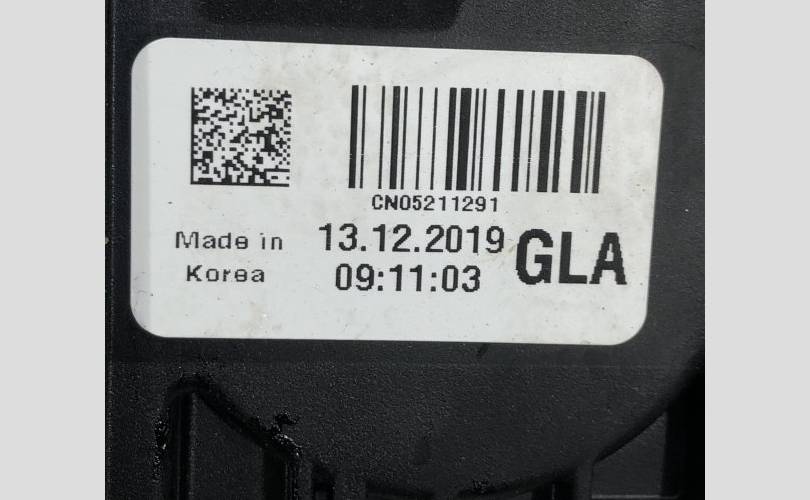 CN05211291
Made in
Korea
13.12.2019
09:11:03
GLA